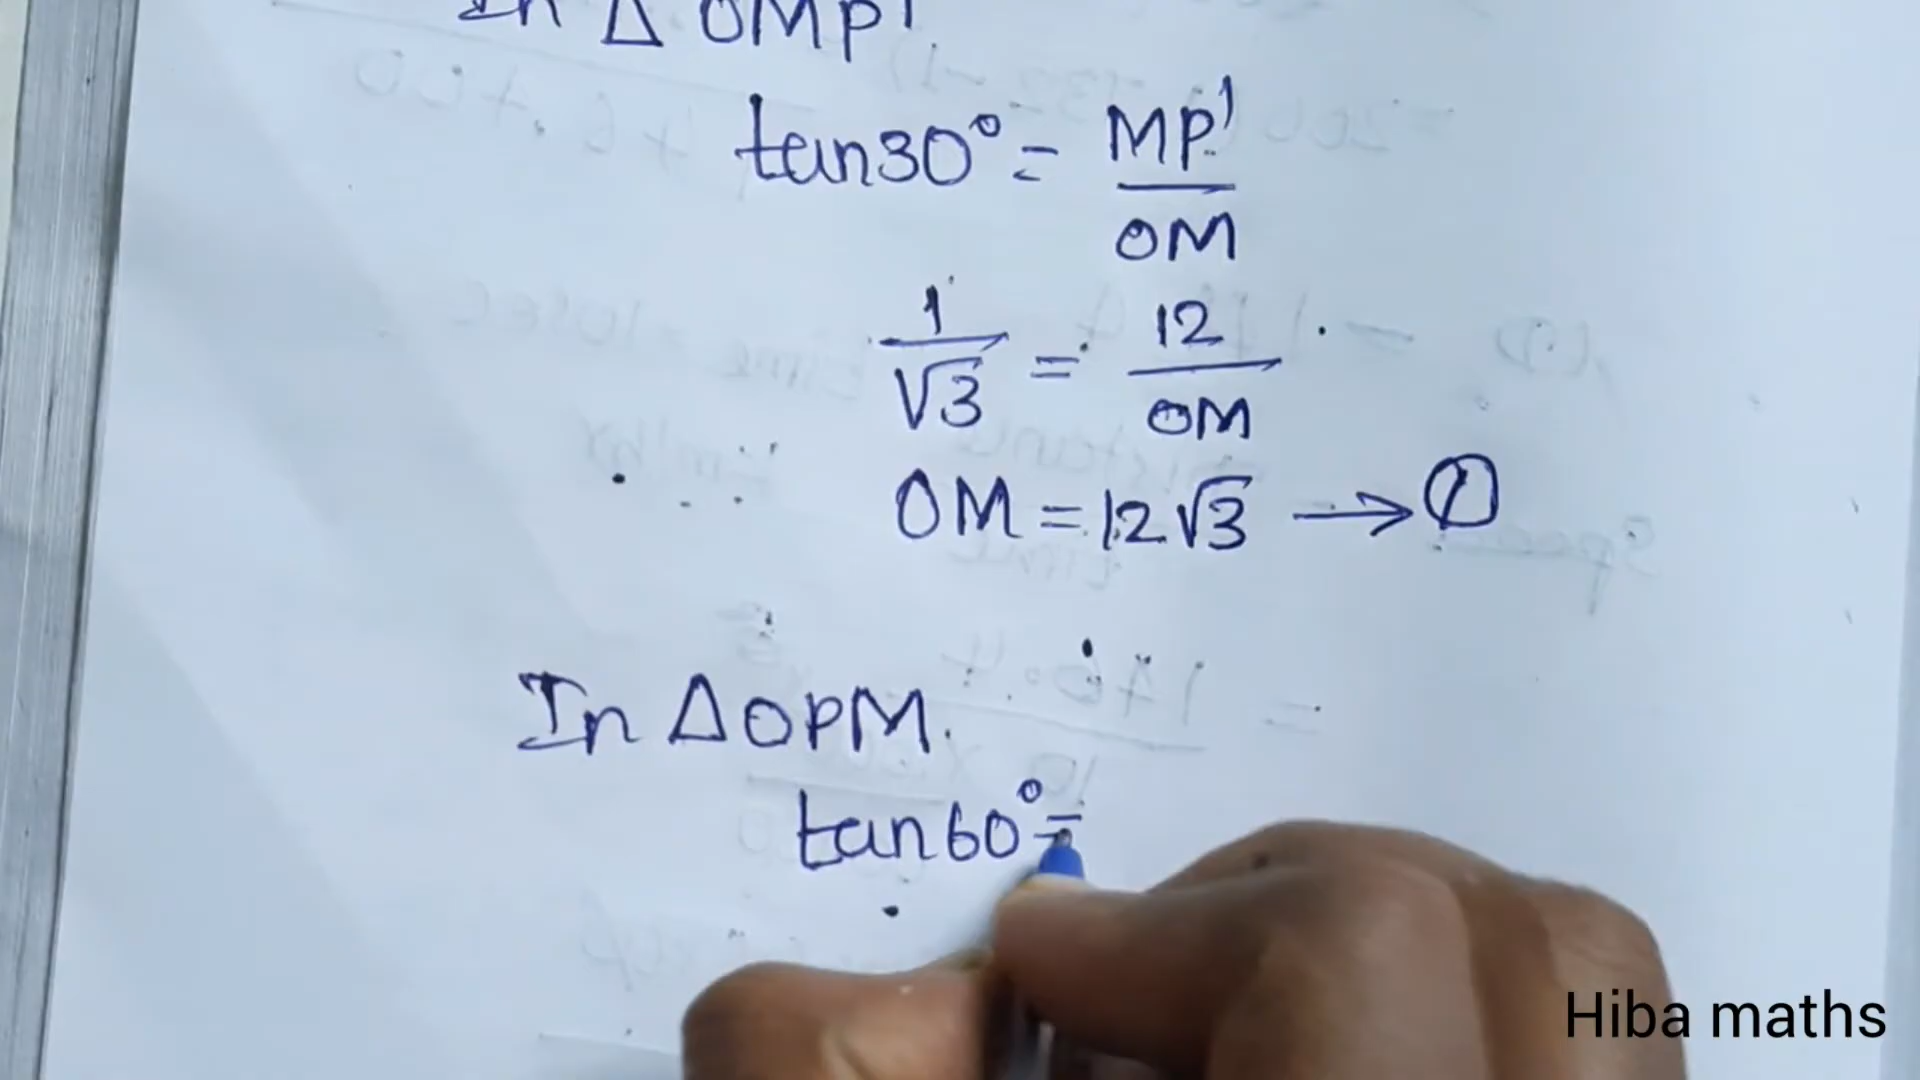 In Δ OMP'
tan30° = MP'/OM
1/√3 = 12/OM
OM = 12√3 → ①
In ΔOPM.
tan60° =
Hiba maths